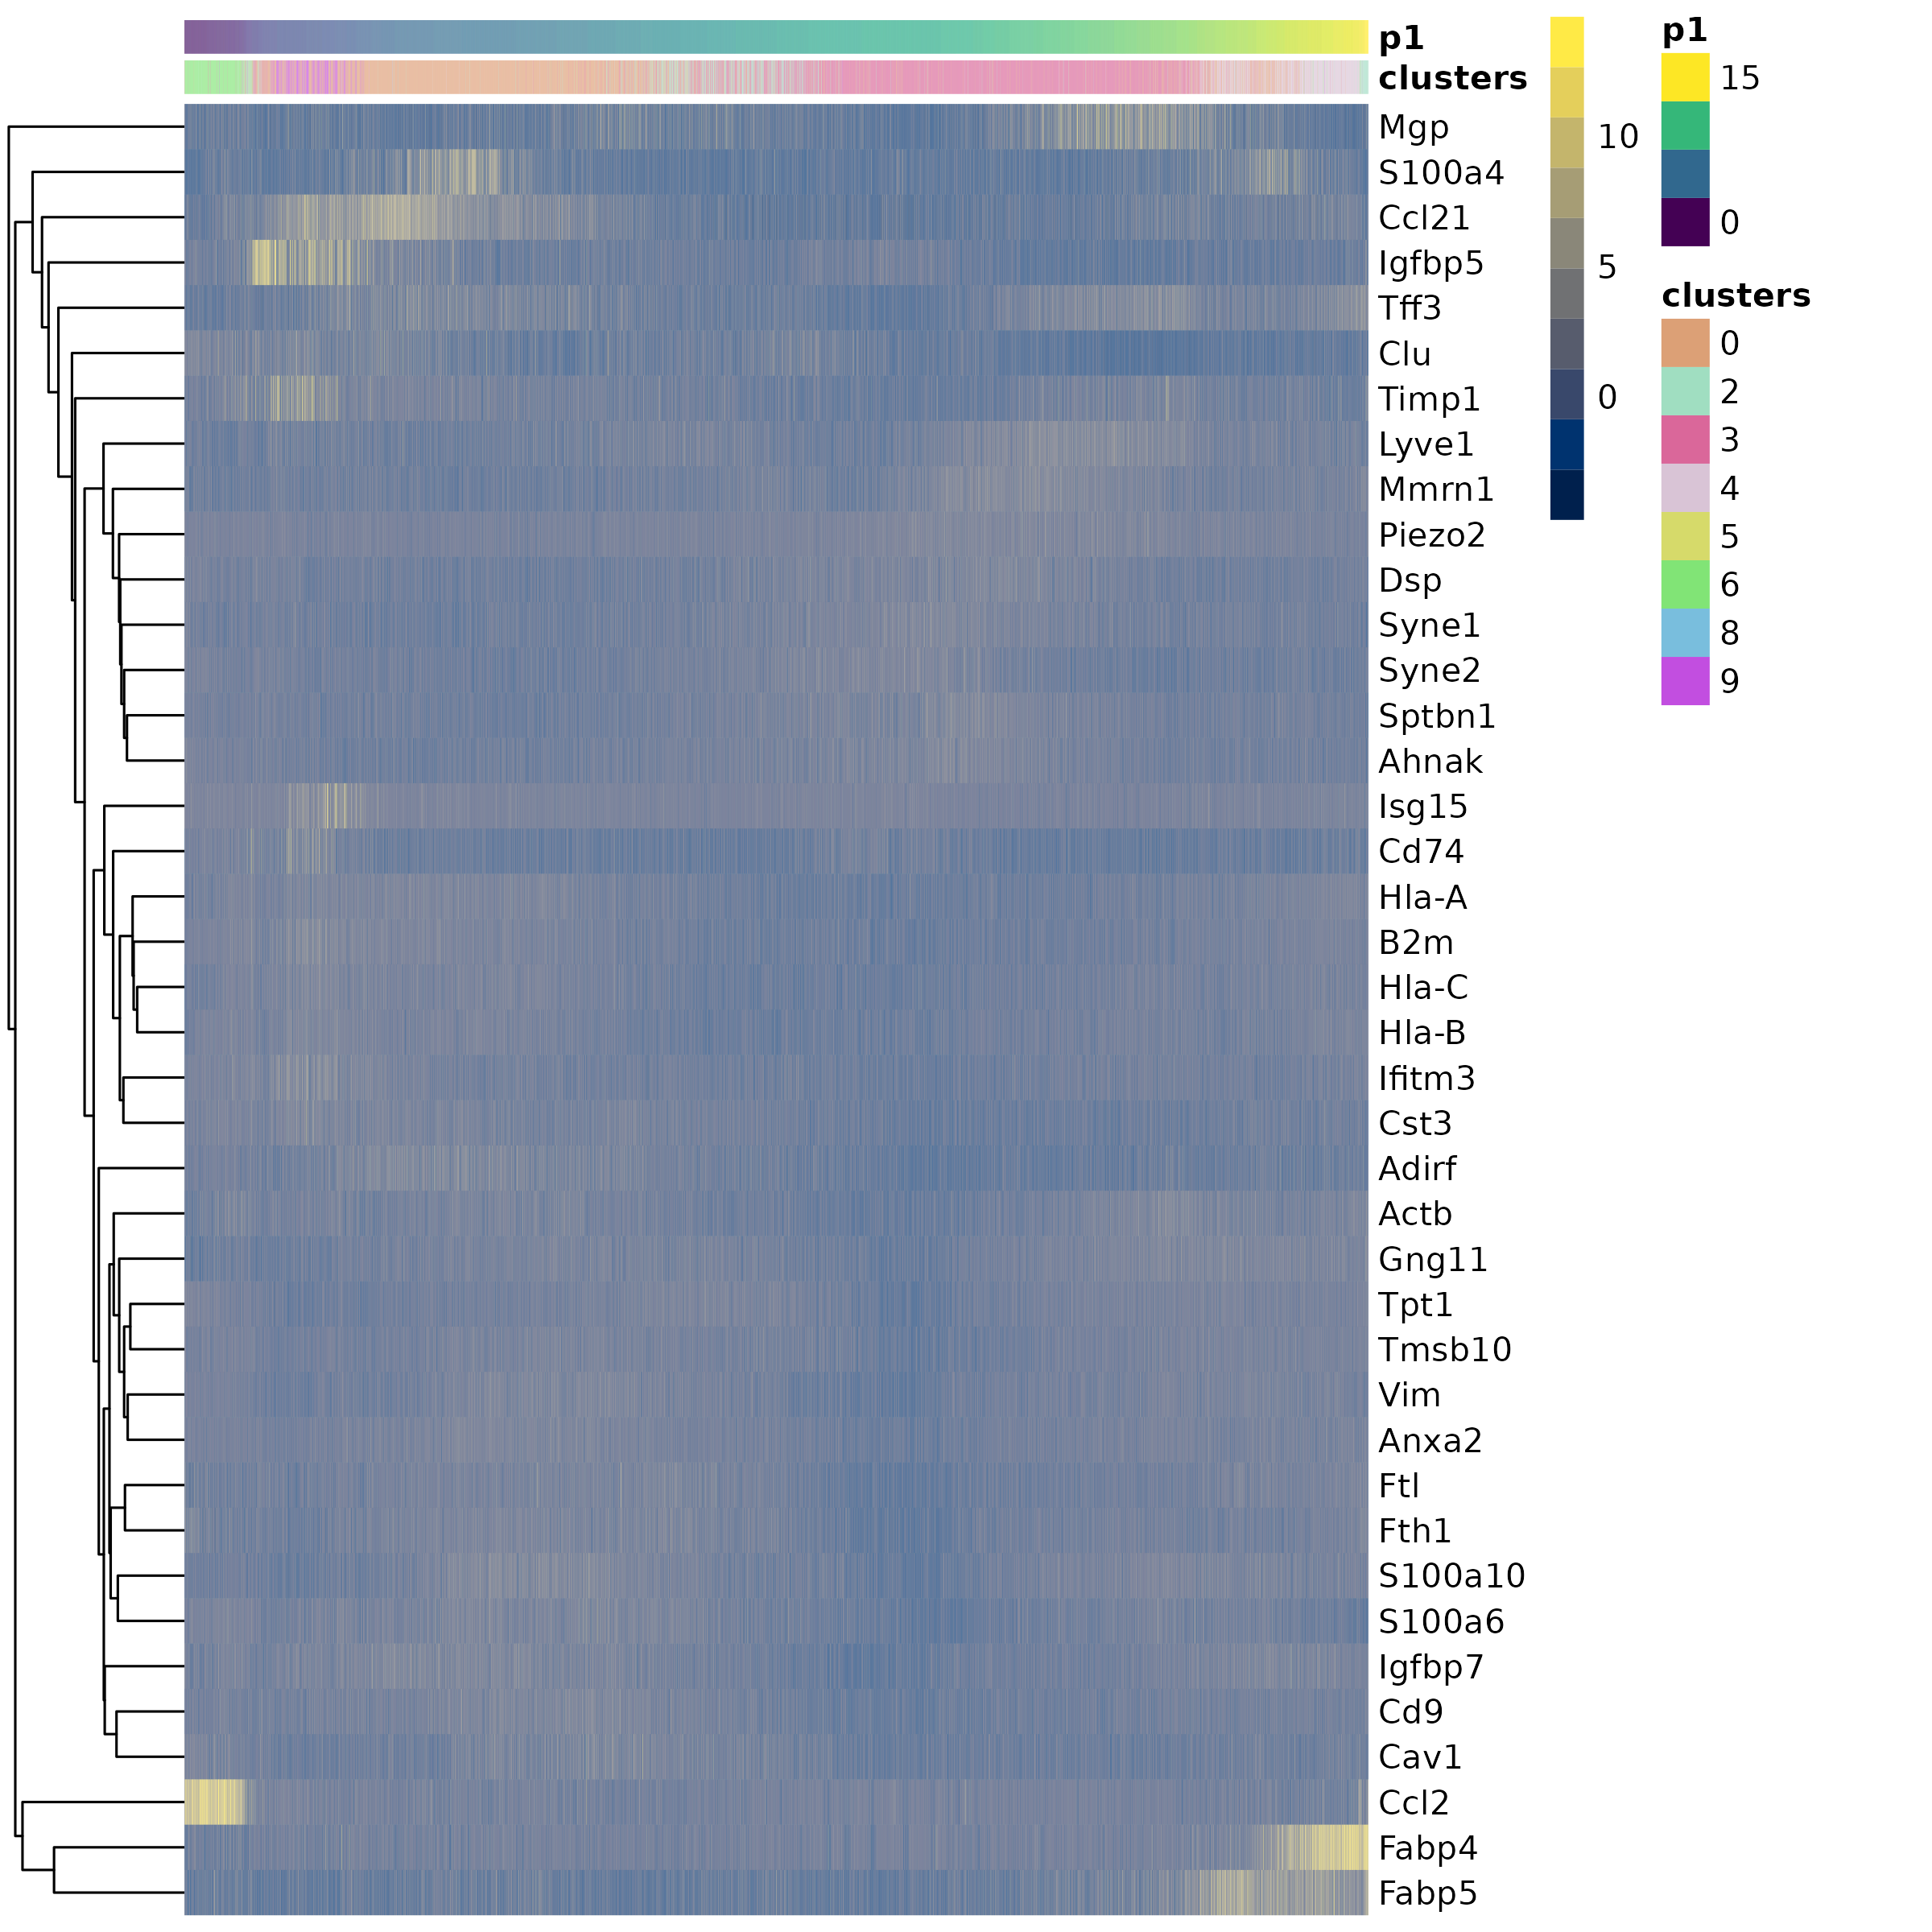 p1
clusters
Mgp
S100a4
Ccl21
Igfbp5
Tff3
Clu
Timp1
Lyve1
Mmrn1
Piezo2
Dsp
Syne1
Syne2
Sptbn1
Ahnak
Isg15
Cd74
Hla-A
B2m
Hla-C
Hla-B
Ifitm3
Cst3
Adirf
Actb
Gng11
Tpt1
Tmsb10
Vim
Anxa2
Ftl
Fth1
S100a10
S100a6
Igfbp7
Cd9
Cav1
Ccl2
Fabp4
Fabp5
10
5
0
p1
15
0
clusters
0
2
3
4
5
6
8
9